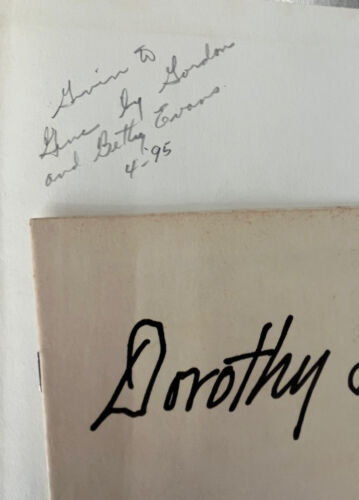 Given to
Gene by Gordon
and Betty Evans.
4-95
Dorothy